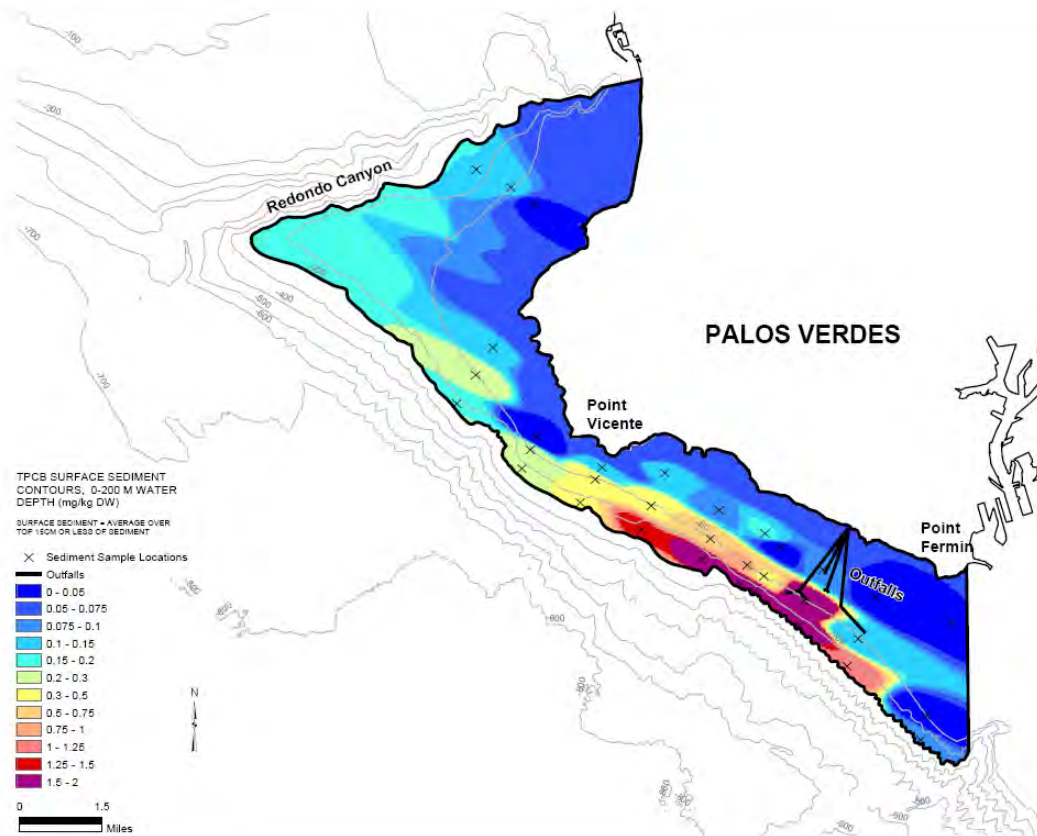 -100
-300
Redondo Canyon
-700
-400
-500
-600
-700
PALOS VERDES
Point
Vicente
Point
Fermin
Outfalls
TPCB SURFACE SEDIMENT
CONTOURS, 0-200 M WATER
DEPTH (mg/kg DW)
SURFACE SEDIMENT = AVERAGE OVER
TOP 15CM OR LESS OF SEDIMENT
Sediment Sample Locations
Outfalls
0 - 0.05
0.05 - 0.075
0.075 - 0.1
0.1 - 0.15
0.15 - 0.2
0.2 - 0.3
0.3 - 0.5
0.5 - 0.75
0.75 - 1
1 - 1.25
1.25 - 1.5
1.5 - 2
N
0 1.5
Miles
-800
-600
-800
-900